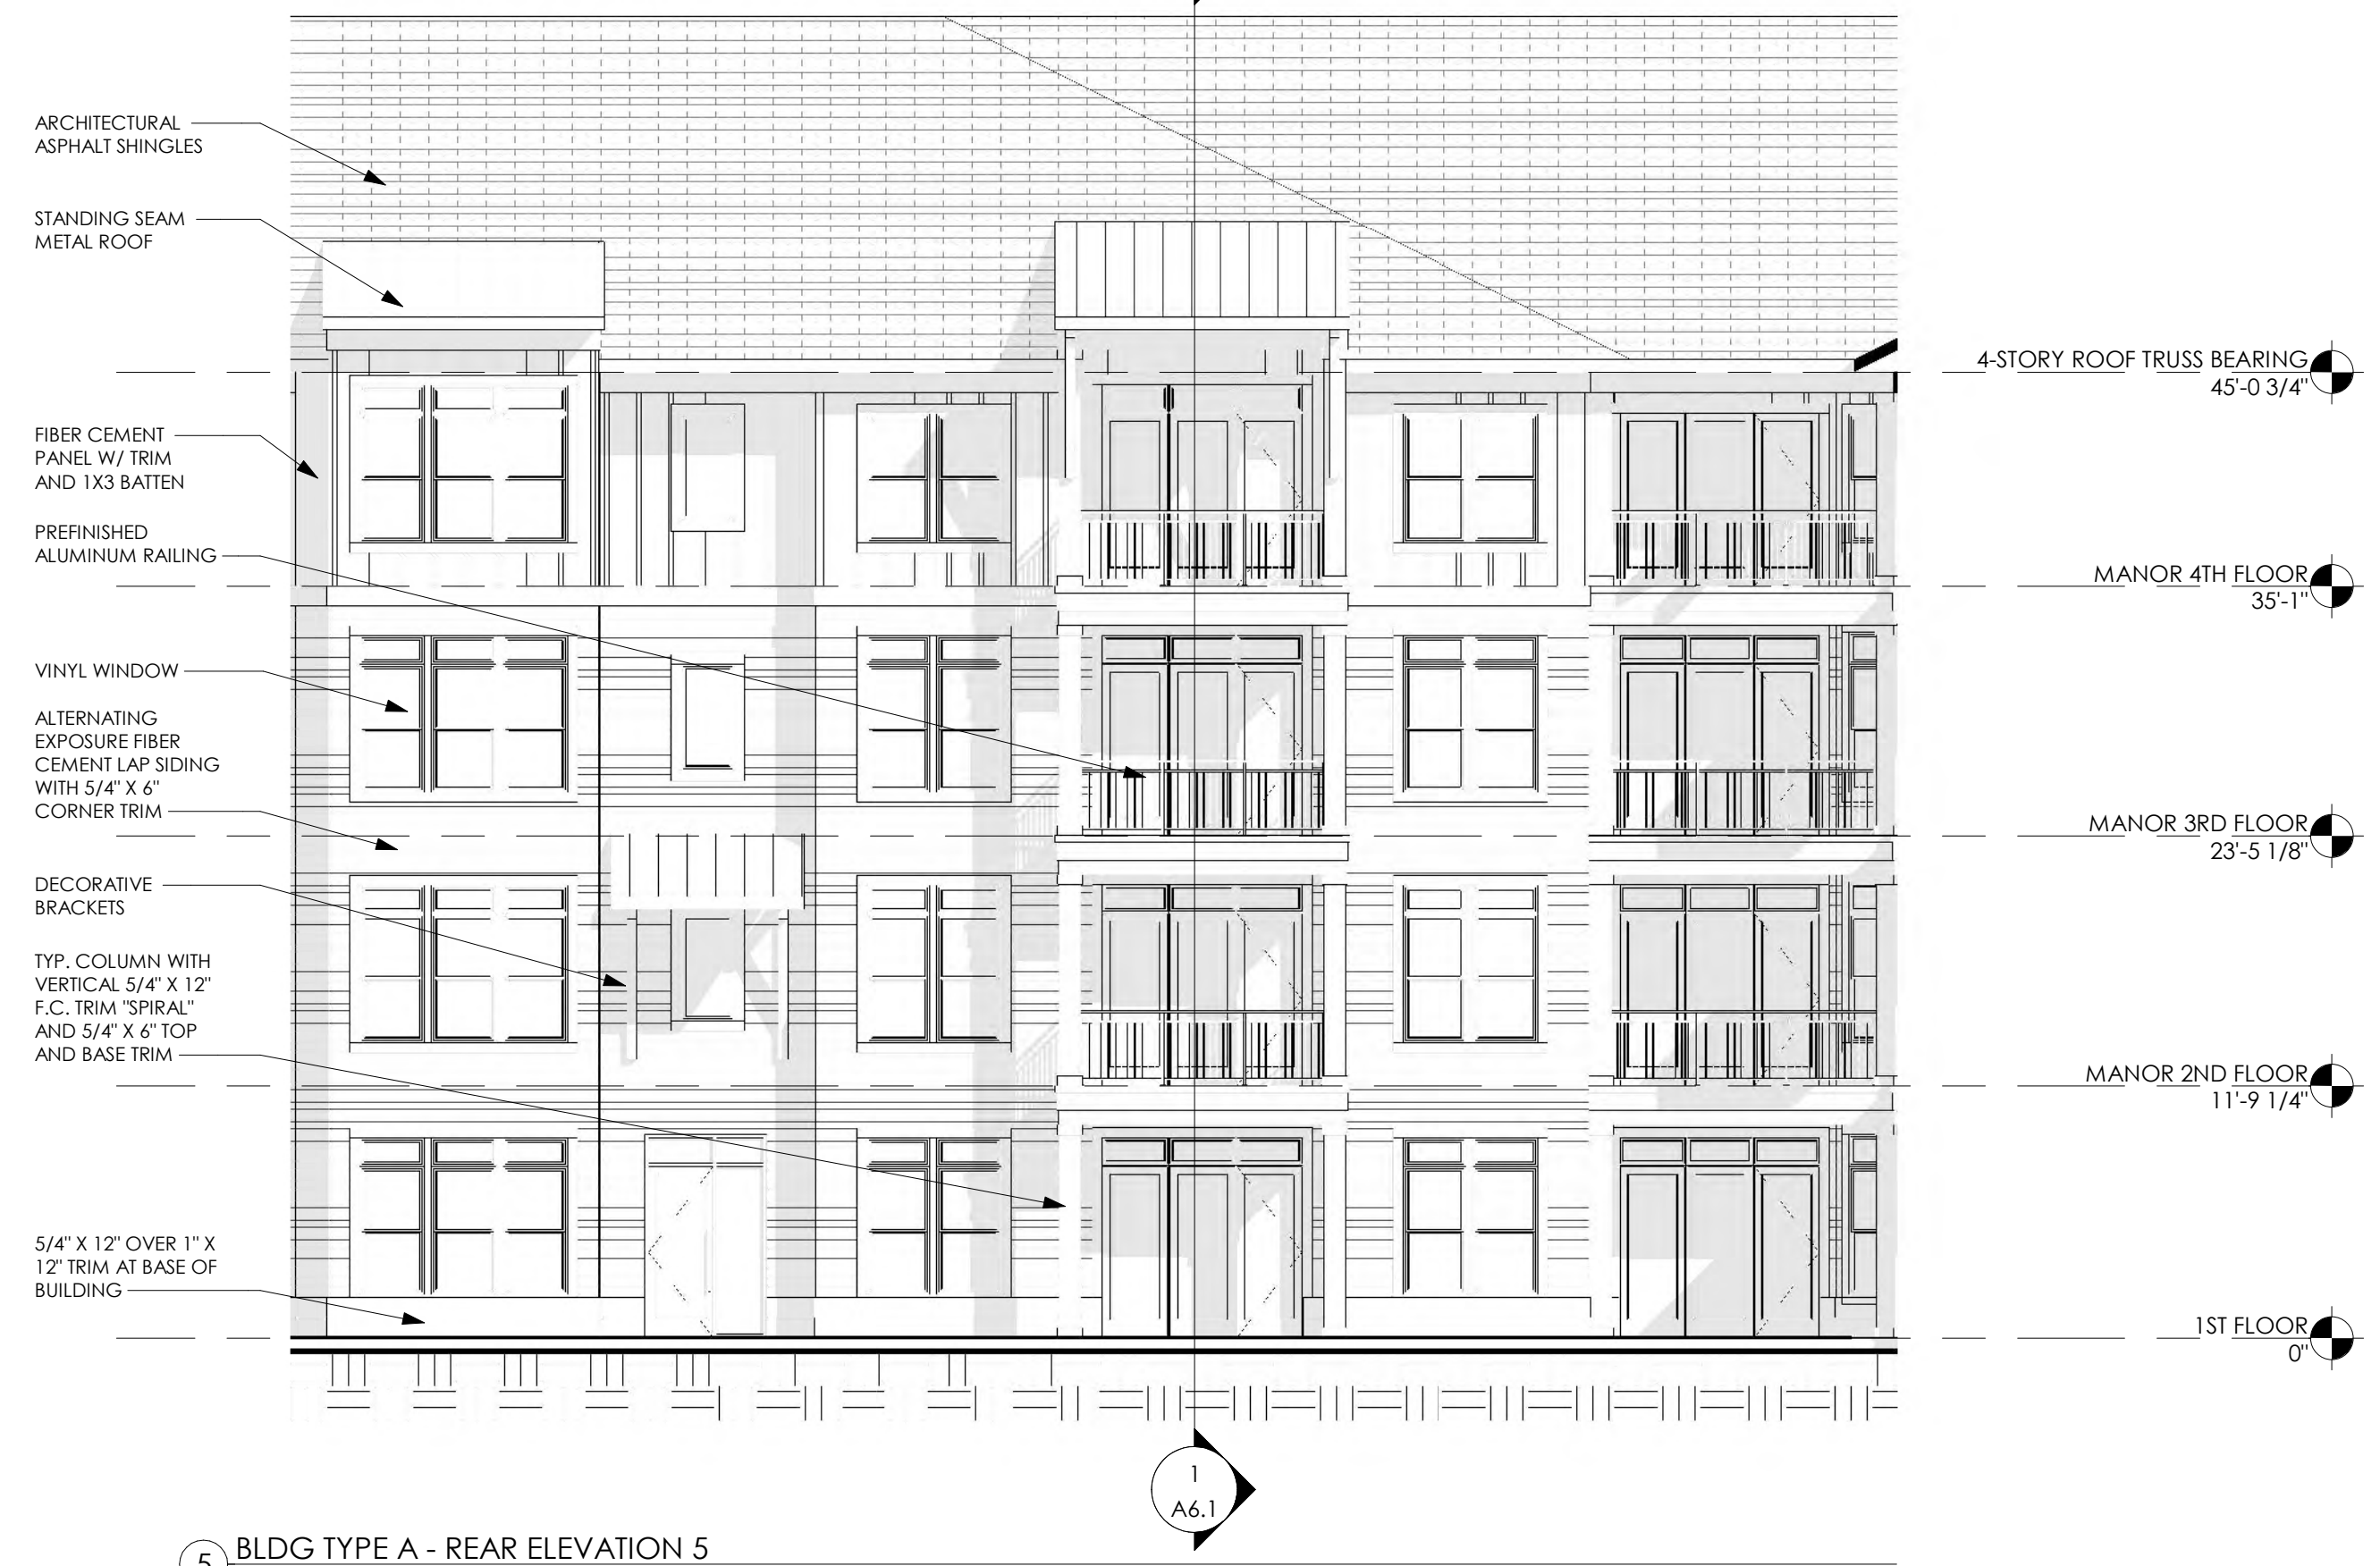 ARCHITECTURAL
ASPHALT SHINGLES
STANDING SEAM
METAL ROOF
FIBER CEMENT
PANEL W/ TRIM
AND 1X3 BATTEN
PREFINISHED
ALUMINUM RAILING
VINYL WINDOW
ALTERNATING
EXPOSURE FIBER
CEMENT LAP SIDING
WITH 5/4" X 6"
CORNER TRIM
DECORATIVE
BRACKETS
TYP. COLUMN WITH
VERTICAL 5/4" X 12"
F.C. TRIM "SPIRAL"
AND 5/4" X 6" TOP
AND BASE TRIM
5/4" X 12" OVER 1" X
12" TRIM AT BASE OF
BUILDING
4-STORY ROOF TRUSS BEARING
45'-0 3/4"
MANOR 4TH FLOOR
35'-1"
MANOR 3RD FLOOR
23'-5 1/8"
MANOR 2ND FLOOR
11'-9 1/4"
1ST FLOOR
0"
1
A6.1
5
BLDG TYPE A - REAR ELEVATION 5